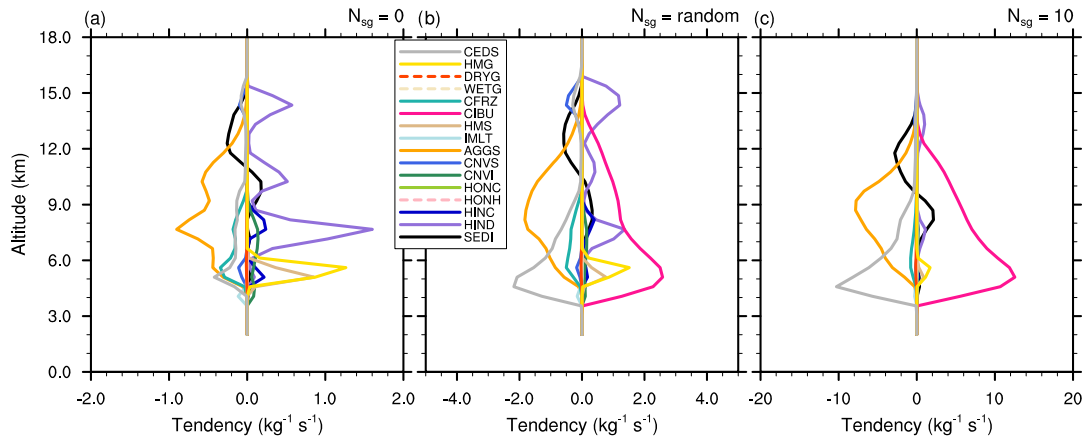 (a) N_sg = 0
(b) N_sg = random
(c) N_sg = 10
18.0
15.0
12.0
9.0
6.0
3.0
0.0
Altitude (km)
CEDS
HMG
DRYG
WETG
CFRZ
CIBU
HMS
IMLT
AGGS
CNVS
CNVI
HONC
HONH
HINC
HIND
SEDI
-2.0 -1.0 0.0 1.0 2.0
-5.0 -4.0 -2.0 0.0 2.0 4.0
-20 -10 0 10 20
Tendency (kg⁻¹ s⁻¹)
Tendency (kg⁻¹ s⁻¹)
Tendency (kg⁻¹ s⁻¹)